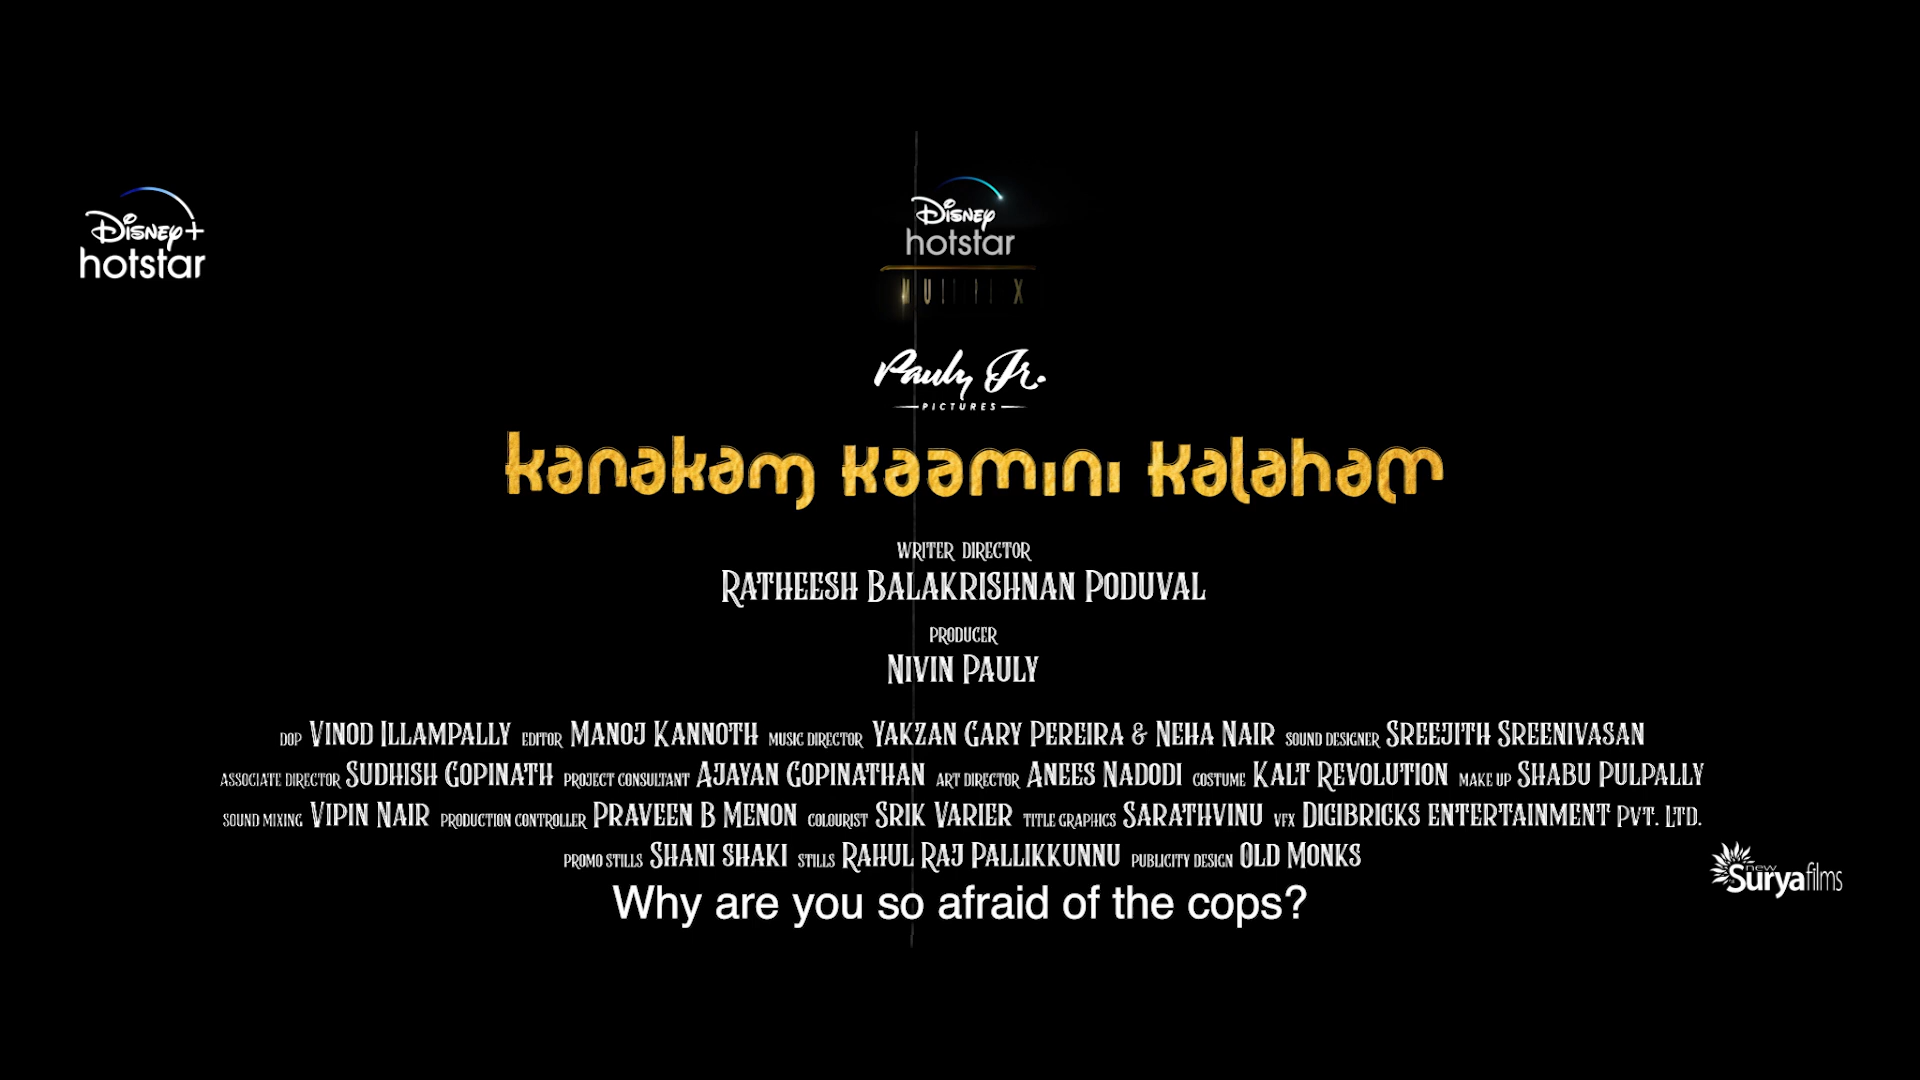 Disney+
hotstar
Disney
hotstar
Pauly Jr.
PICTURES
kanakam kaamini kalaham
WRITER DIRECTOR
RATHEESH BALAKRISHNAN PODUVAL
PRODUCER
NIVIN PAULY
DOP VINOD ILLAMPALLY EDITOR MANOJ KANNOTH MUSIC DIRECTOR YAKZAN GARY PEREIRA & NEHA NAIR SOUND DESIGNER SREEJITH SREENIVASAN
ASSOCIATE DIRECTOR SUDHISH GOPINATH PROJECT CONSULTANT AJAYAN GOPINATHAN ART DIRECTOR ANEES NADODI COSTUME KALT REVOLUTION MAKE UP SHABU PULPALLY
SOUND MIXING VIPIN NAIR PRODUCTION CONTROLLER PRAVEEN B MENON COLOURIST SRIK VARIER TITLE GRAPHICS SARATHVINU VFX DIGIBRICKS ENTERTAINMENT PVT. LTD.
PROMO STILLS SHANI SHAKI STILLS RAHUL RAJ PALLIKKUNNU PUBLICITY DESIGN OLD MONKS
new
Suryafilms
Why are you so afraid of the cops?